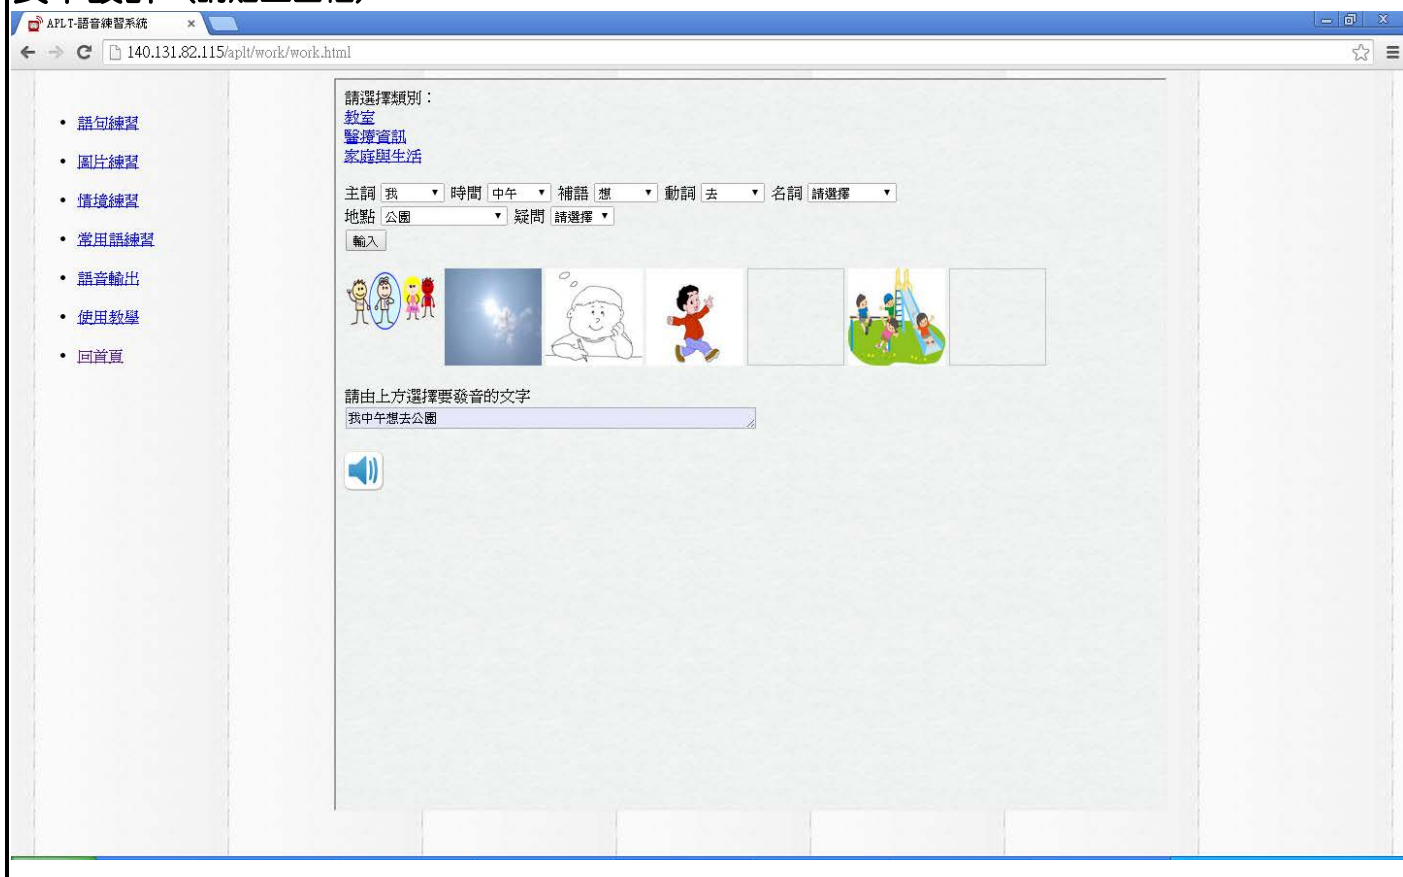 APLT-語音練習系統
140.131.82.115/aplt/work/work.html
語句練習
圖片練習
情境練習
常用語練習
語音輸出
使用教學
回首頁
請選擇類別：
教室
醫療資訊
家庭與生活
主詞 我 時間 中午 補語 想 動詞 去 名詞 請選擇
地點 公園 疑問 請選擇
輸入
請由上方選擇要發音的文字
我中午想去公園